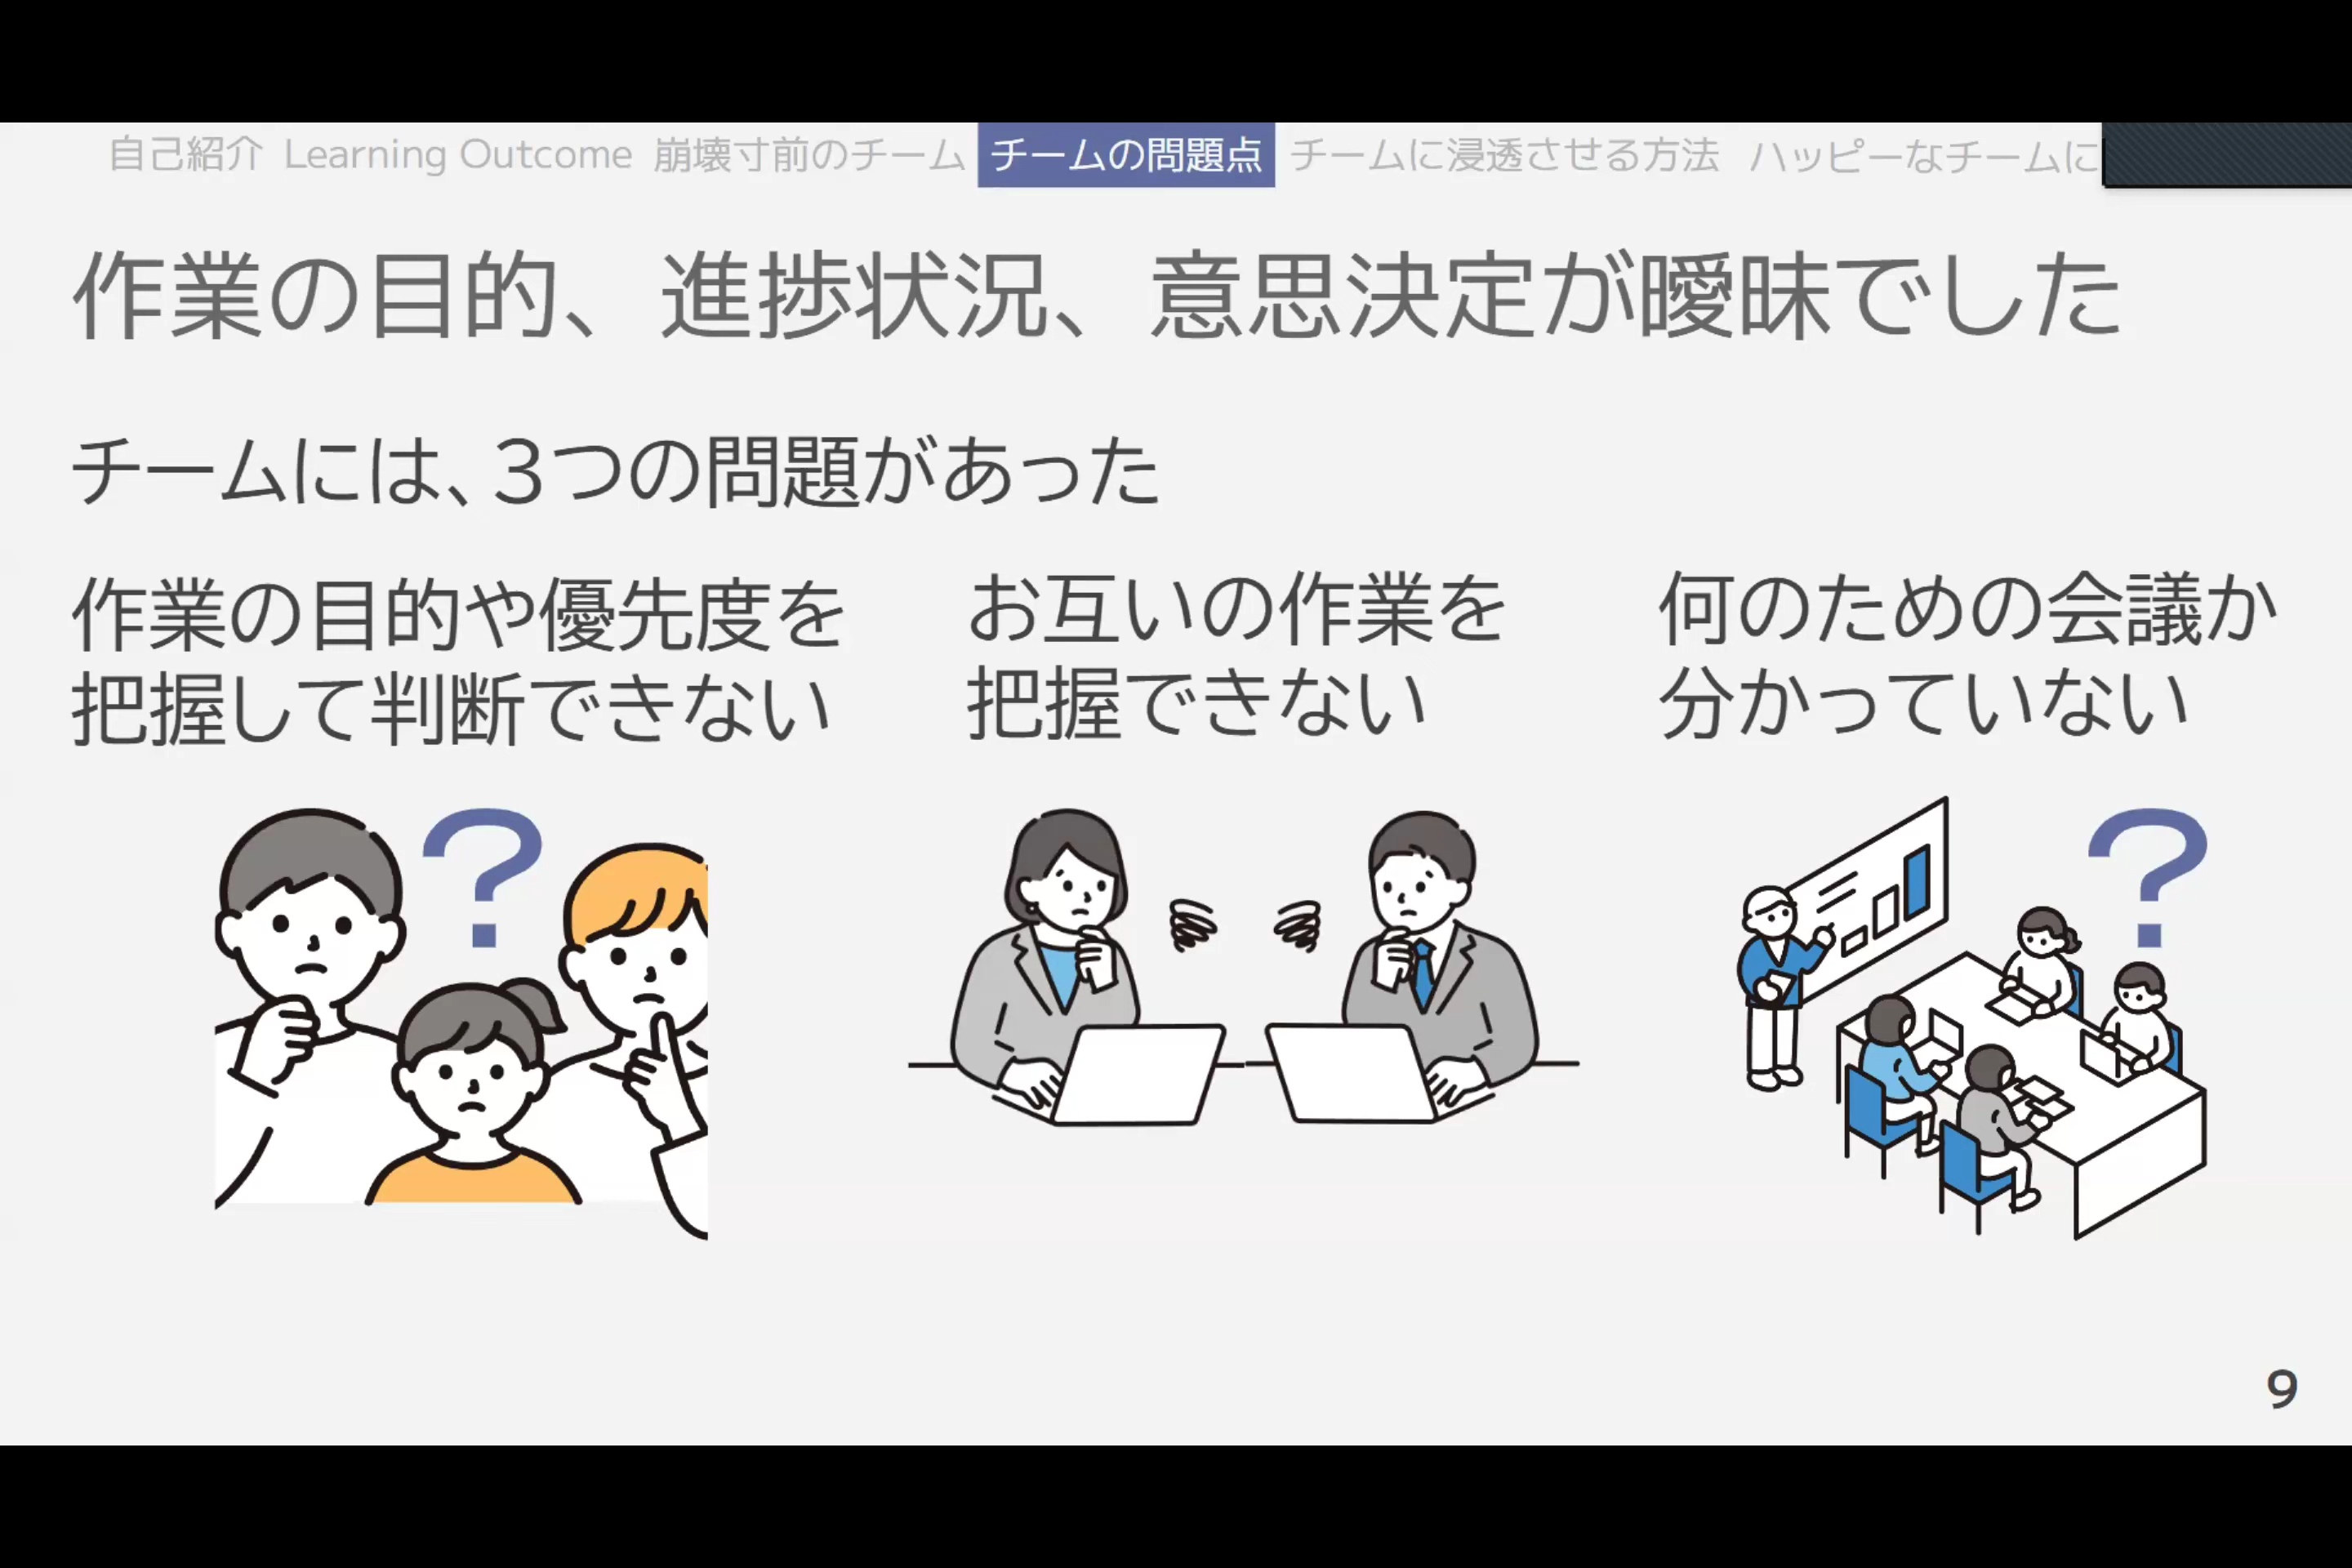 自己紹介 Learning Outcome 崩壊寸前のチーム チームの問題点 チームに浸透させる方法 ハッピーなチームに
作業の目的、進捗状況、意思決定が曖昧でした
チームには、3つの問題があった
作業の目的や優先度を
把握して判断できない
お互いの作業を
把握できない
何のための会議か
分かっていない
?
?
9